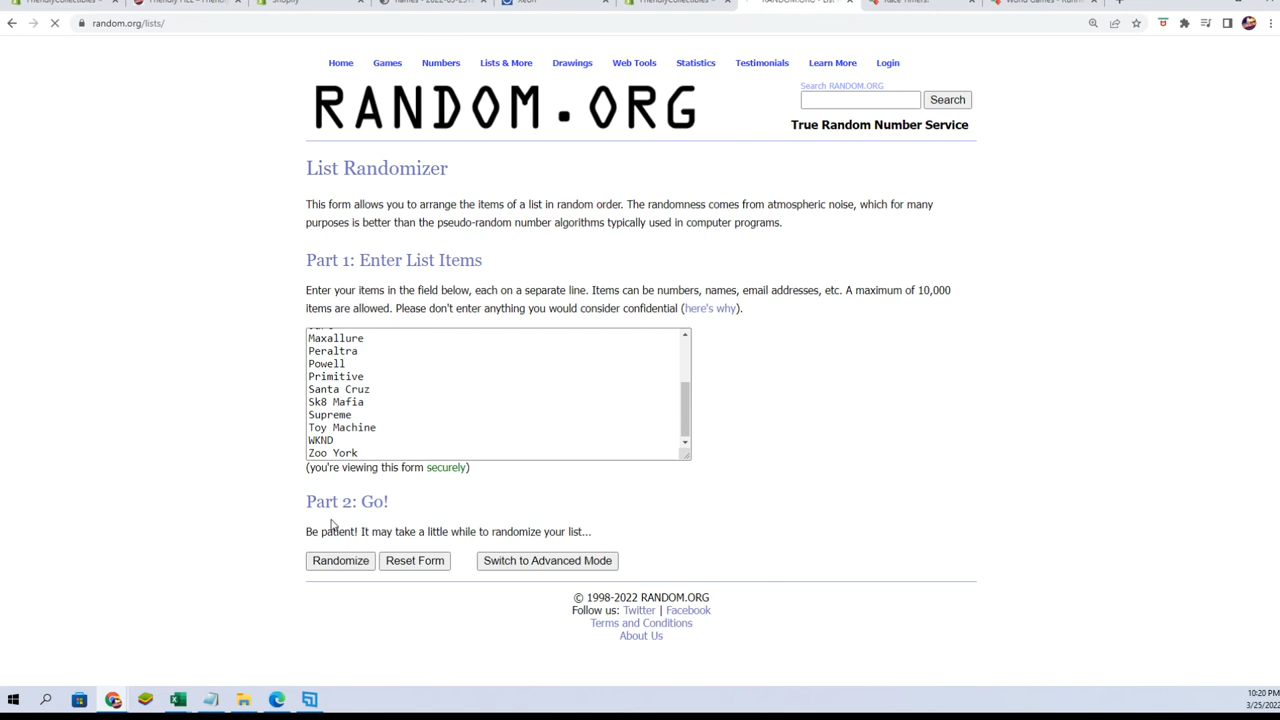 Shopify
random.org/lists/
Home Games Numbers Lists & More Drawings Web Tools Statistics Testimonials Learn More Login
RANDOM.ORG
Search RANDOM.ORG
Search
True Random Number Service
List Randomizer
This form allows you to arrange the items of a list in random order. The randomness comes from atmospheric noise, which for many
purposes is better than the pseudo-random number algorithms typically used in computer programs.
Part 1: Enter List Items
Enter your items in the field below, each on a separate line. Items can be numbers, names, email addresses, etc. A maximum of 10,000
items are allowed. Please don't enter anything you would consider confidential (here's why).
Maxallure
Peraltra
Powell
Primitive
Santa Cruz
Sk8 Mafia
Supreme
Toy Machine
WKND
Zoo York
(you're viewing this form securely)
Part 2: Go!
Be patient! It may take a little while to randomize your list...
Randomize Reset Form Switch to Advanced Mode
© 1998-2022 RANDOM.ORG
Follow us: Twitter | Facebook
Terms and Conditions
About Us
10:20 PM